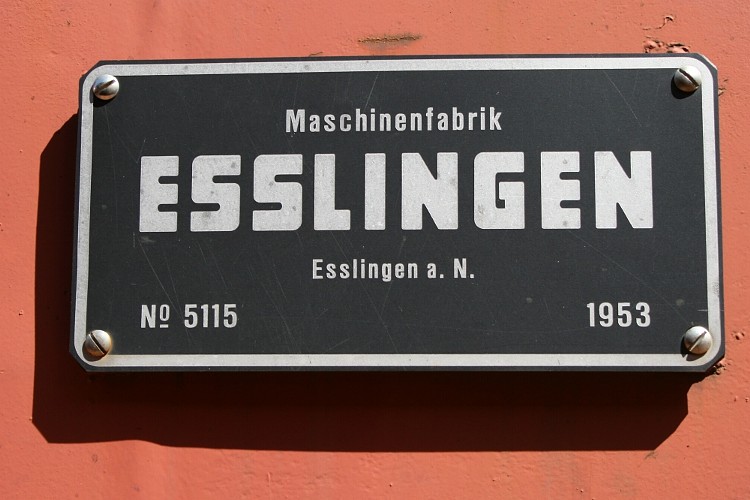 Maschinenfabrik
ESSLINGEN
Esslingen a. N.
Nº 5115 1953